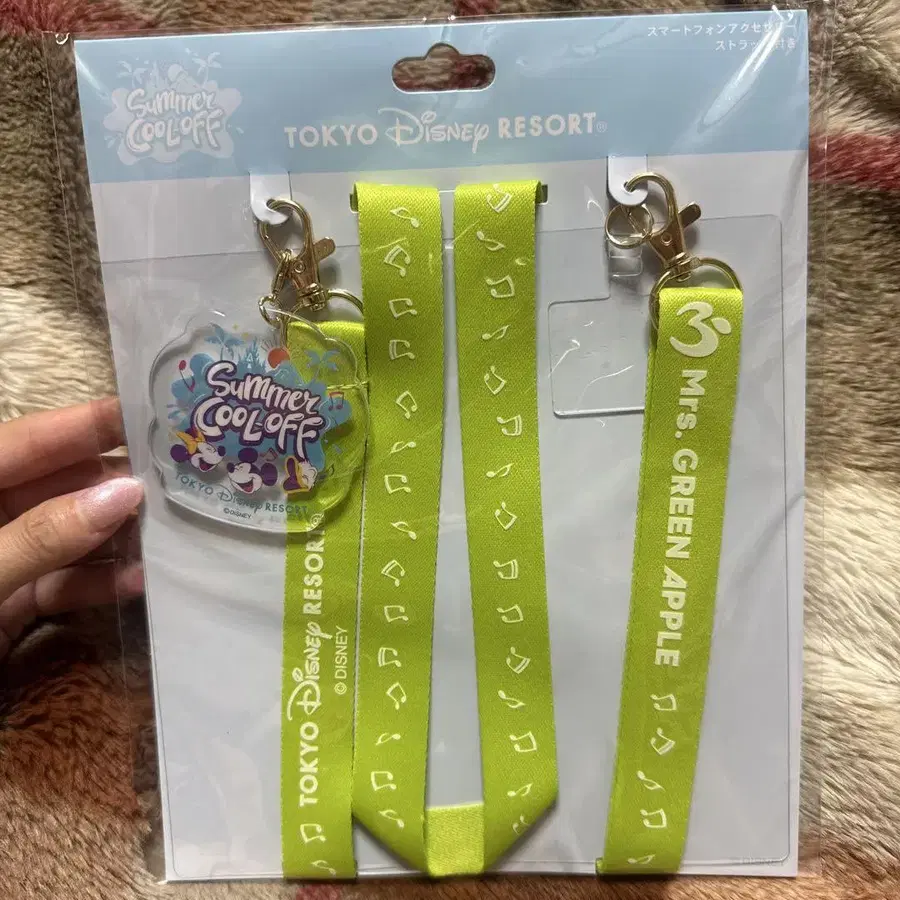 スマートフォンアクセサリー
ストラップ付き
Summer
COOL-OFF
TOKYO Disney RESORT®
Summer
COOL-OFF
TOKYO Disney RESORT
©DISNEY
TOKYO Disney RESORT®
©DISNEY
Mrs. GREEN APPLE